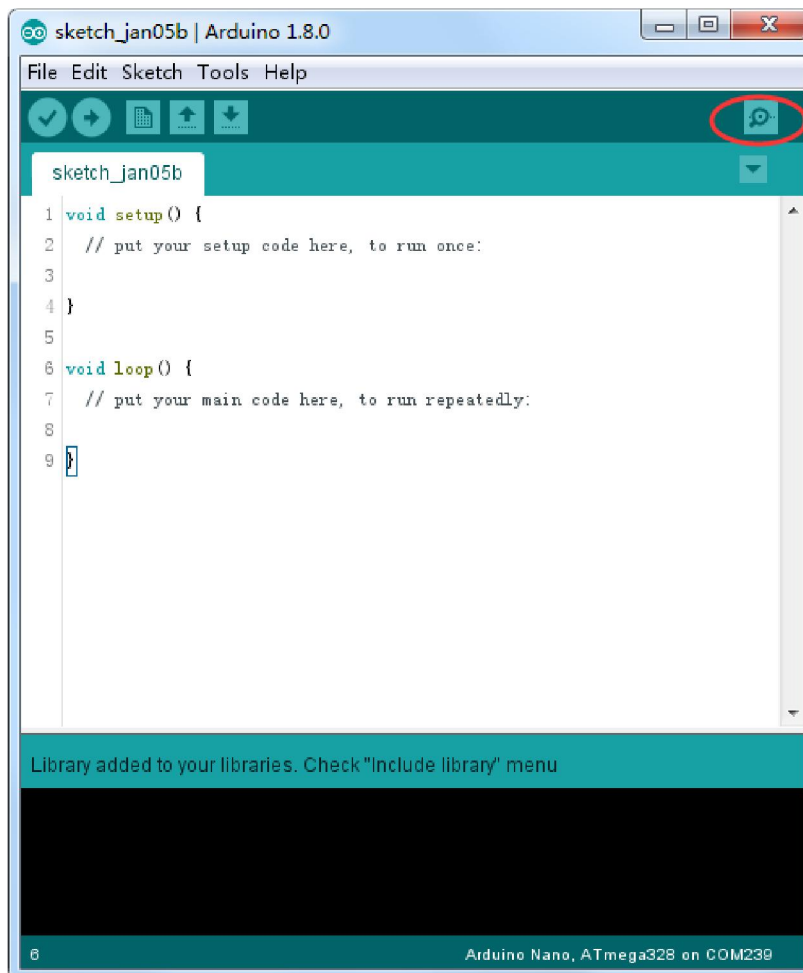 sketch_jan05b | Arduino 1.8.0
File Edit Sketch Tools Help
sketch_jan05b
1 void setup() {
2   // put your setup code here, to run once:
3
4 }
5
6 void loop() {
7   // put your main code here, to run repeatedly:
8
9 }
Library added to your libraries. Check "Include library" menu
6 Arduino Nano, ATmega328 on COM239